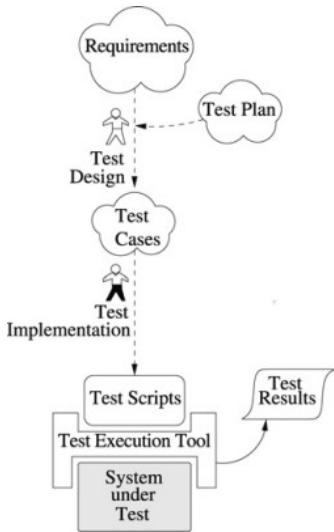 Requirements
Test Plan
Test
Design
Test
Cases
Test
Implementation
Test Scripts
Test
Results
Test Execution Tool
System
under
Test